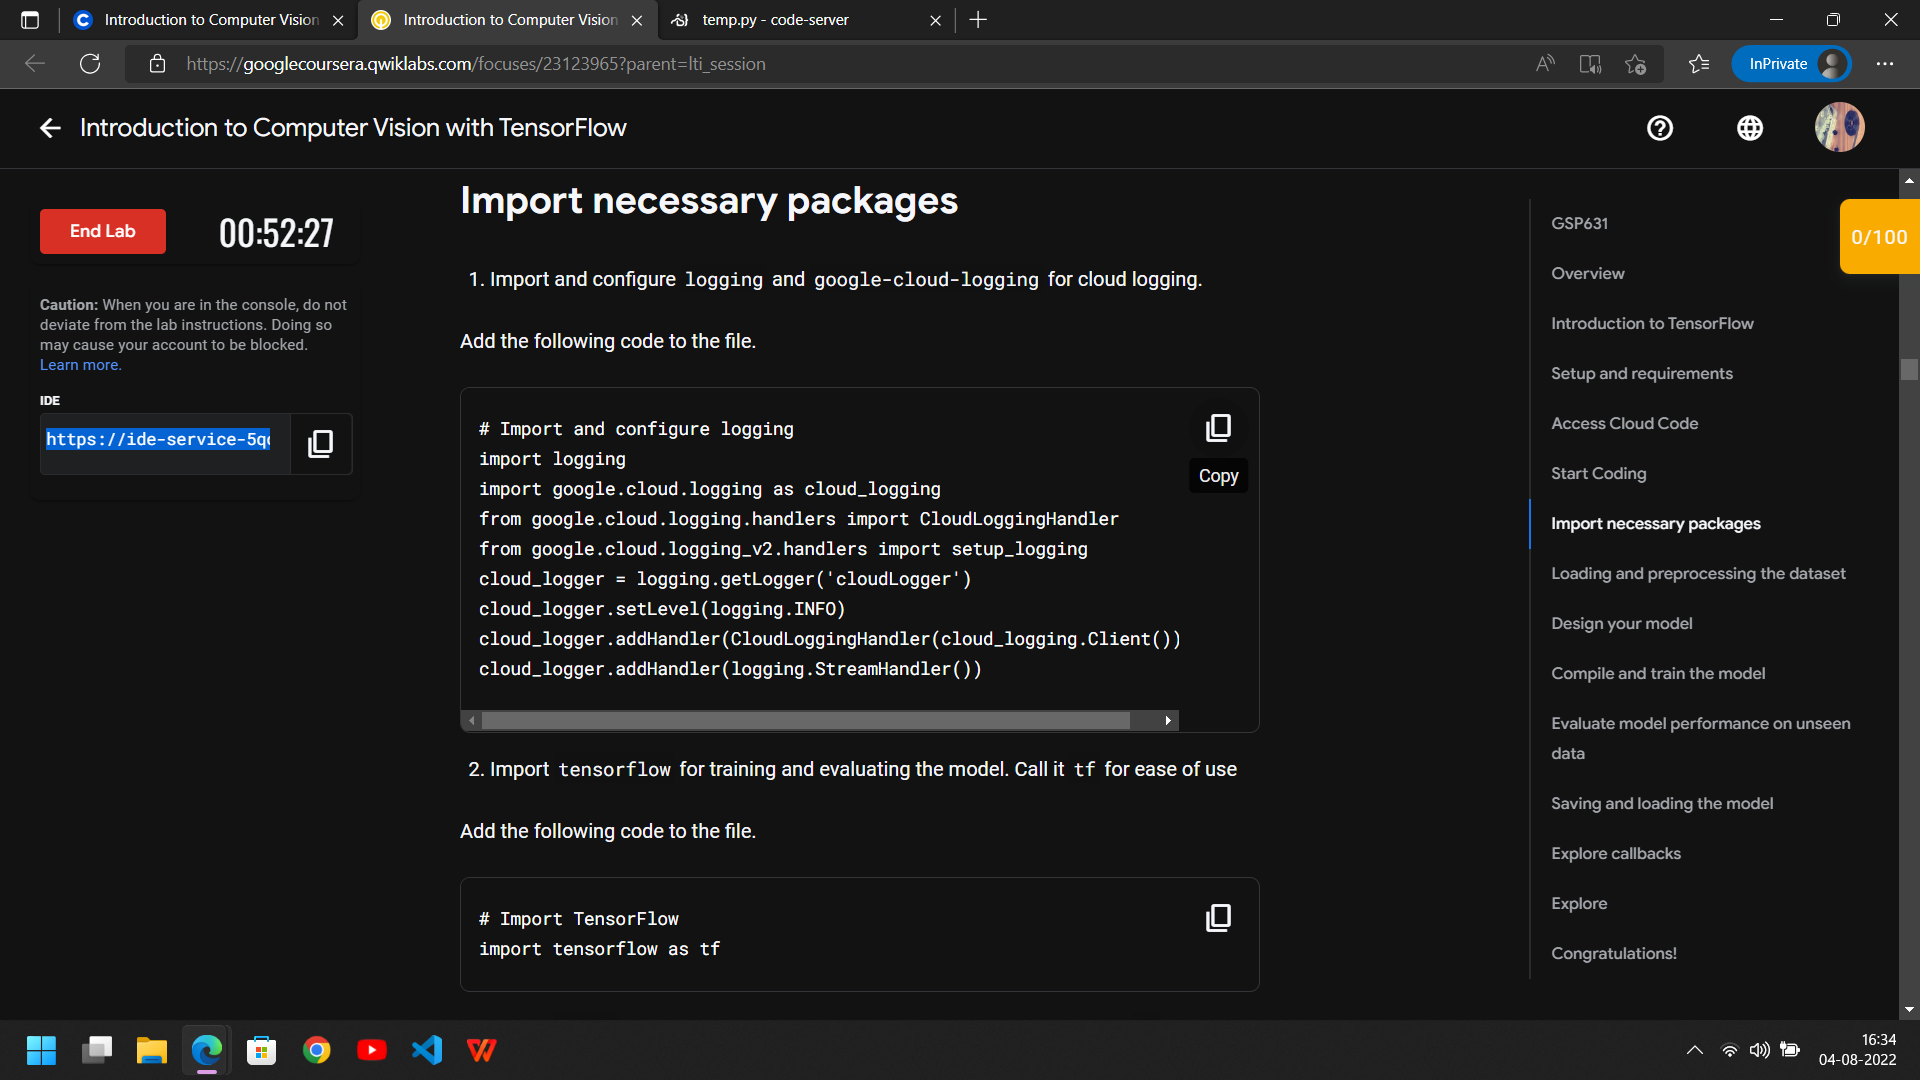 Introduction to Computer Vision
Introduction to Computer Vision
temp.py - code-server
https://googlecoursera.qwiklabs.com/focuses/23123965?parent=lti_session
InPrivate
Introduction to Computer Vision with TensorFlow
End Lab
00:52:27
Caution: When you are in the console, do not
deviate from the lab instructions. Doing so
may cause your account to be blocked.
Learn more.
IDE
https://ide-service-5q
Import necessary packages
1. Import and configure logging and google-cloud-logging for cloud logging.
Add the following code to the file.
# Import and configure logging
import logging
import google.cloud.logging as cloud_logging
from google.cloud.logging.handlers import CloudLoggingHandler
from google.cloud.logging_v2.handlers import setup_logging
cloud_logger = logging.getLogger('cloudLogger')
cloud_logger.setLevel(logging.INFO)
cloud_logger.addHandler(CloudLoggingHandler(cloud_logging.Client())
cloud_logger.addHandler(logging.StreamHandler())
Copy
2. Import tensorflow for training and evaluating the model. Call it tf for ease of use
Add the following code to the file.
# Import TensorFlow
import tensorflow as tf
GSP631
Overview
Introduction to TensorFlow
Setup and requirements
Access Cloud Code
Start Coding
Import necessary packages
Loading and preprocessing the dataset
Design your model
Compile and train the model
Evaluate model performance on unseen
data
Saving and loading the model
Explore callbacks
Explore
Congratulations!
0/100
16:34
04-08-2022